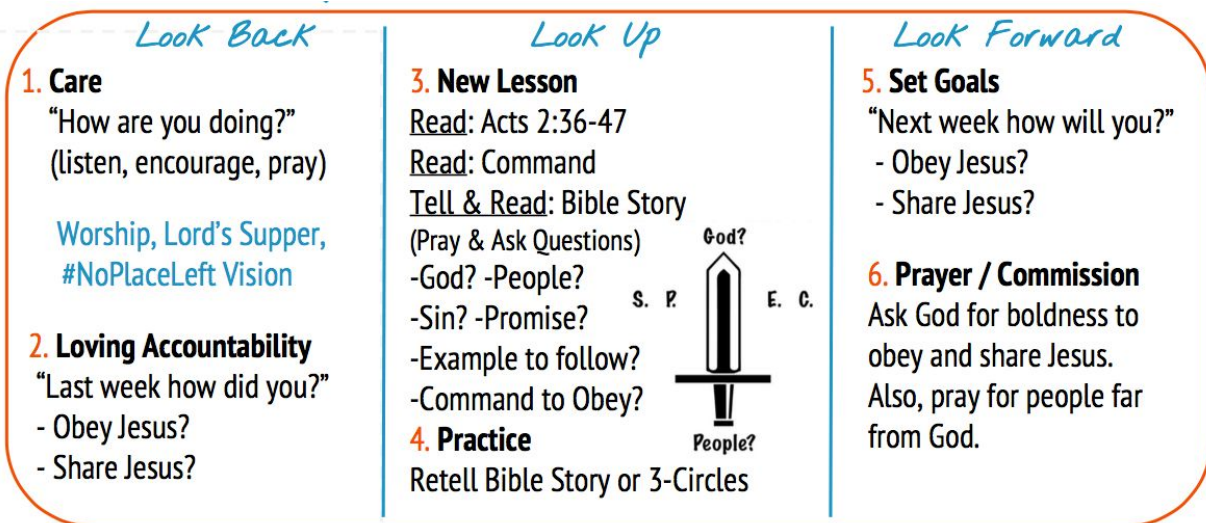 Look Back
1. Care
“How are you doing?”
(listen, encourage, pray)
Worship, Lord’s Supper,
#NoPlaceLeft Vision
2. Loving Accountability
“Last week how did you?”
- Obey Jesus?
- Share Jesus?
Look Up
3. New Lesson
Read: Acts 2:36-47
Read: Command
Tell & Read: Bible Story
(Pray & Ask Questions)
-God? -People?
-Sin? -Promise?
-Example to follow?
-Command to Obey?
God?
S. P. E. C.
People?
4. Practice
Retell Bible Story or 3-Circles
Look Forward
5. Set Goals
“Next week how will you?”
- Obey Jesus?
- Share Jesus?
6. Prayer / Commission
Ask God for boldness to
obey and share Jesus.
Also, pray for people far
from God.